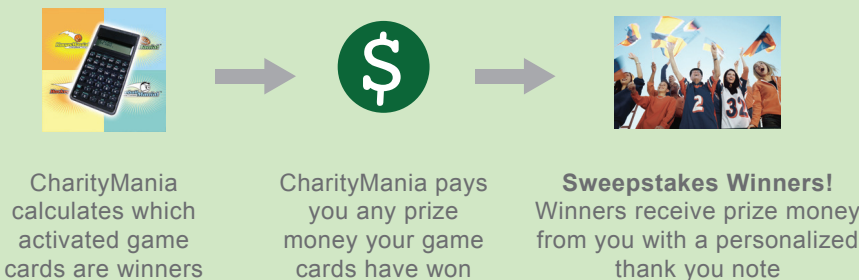 $
CharityMania
calculates which
activated game
cards are winners
CharityMania pays
you any prize
money your game
cards have won
2
32
Sweepstakes Winners!
Winners receive prize money
from you with a personalized
thank you note